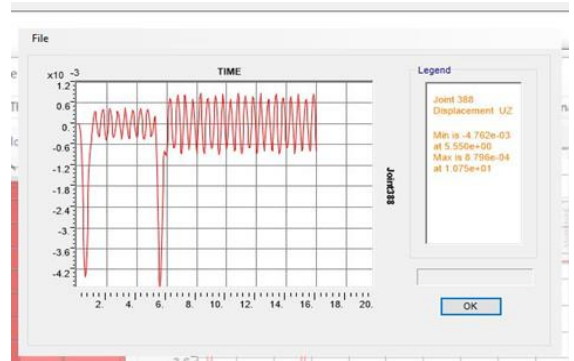 File
x10 -3
TIME
Legend
1.2
0.6
0.
-0.6
-1.2
-1.8
-2.4
-3.
-3.6
-4.2
2. 4. 6. 8. 10. 12. 14. 16. 18. 20.
Joint388
Joint 388
Displacement UZ
Min is -4.762e-03
at 5.550e+00
Max is 8.796e-04
at 1.075e+01
OK